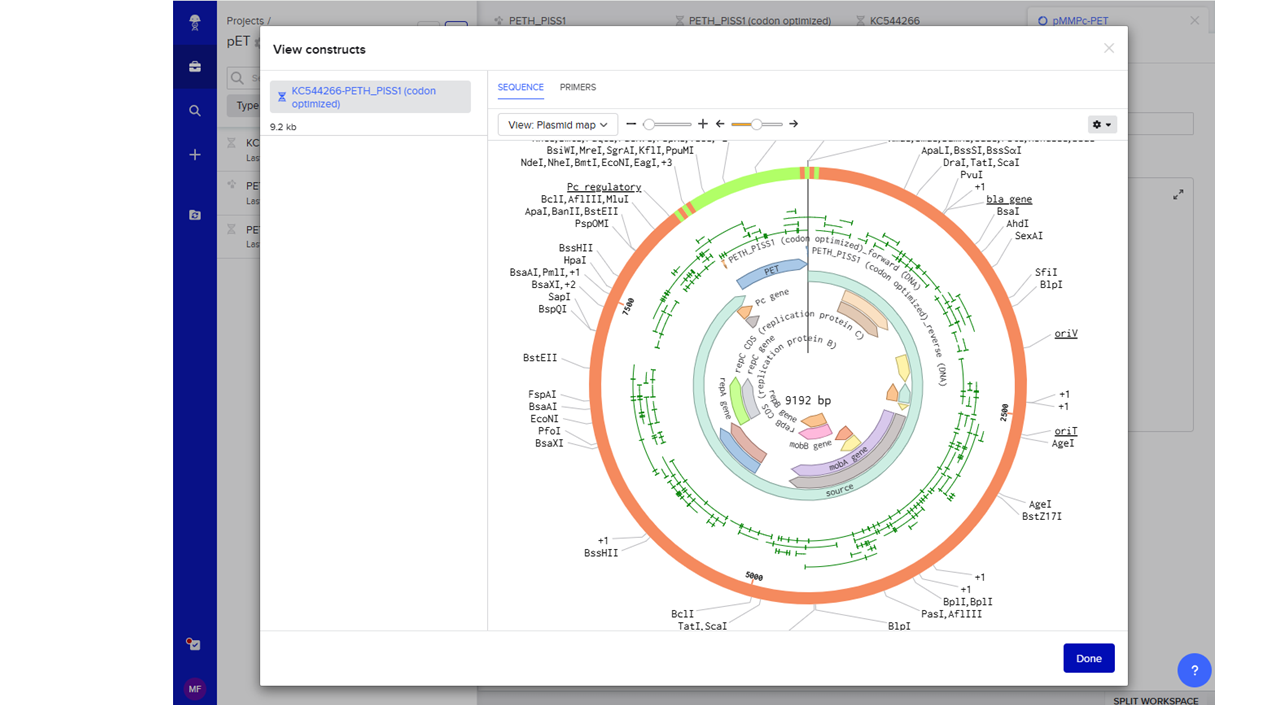 Projects /
pET
PETH_PISS1
PETH_PISS1 (codon optimized)
KC544266
pMMPc-PET
View constructs
KC544266-PETH_PISS1 (codon
optimized)
9.2 kb
Type
KC
Las
PE
Las
PE
Las
SEQUENCE
PRIMERS
View: Plasmid map
BsiWI,MreI,SgrAI,KflI,PpuMI
NdeI,NheI,BmtI,EcoNI,EagI,+3
Pc regulatory
BclI,AflIII,MluI
ApaI,BanII,BstEII
PspOMI
BssHII
HpaI
BsaAI,PmlI,+1
BsaXI,+2
SapI
BspQI
BstEII
FspAI
BsaAI
EcoNI
PfoI
BsaXI
+1
BssHII
BclI
TatI,ScaI
ApaLI,BssSI,BssSoI
DraI,TatI,ScaI
PvuI
+1
bla gene
BsaI
AhdI
SexAI
SfiI
BlpI
oriV
+1
+1
oriT
AgeI
AgeI
BstZ17I
+1
+1
BplI,BplI
PasI,AflIII
BlpI
7500
2500
5000
PETH_PISS1 (codon optimized)_forward (DNA)
PETH_PISS1 (codon optimized)_reverse (DNA)
PET
Pc gene
repC CDS (replication protein C)
repC gene
repB CDS (replication protein B)
repB gene
repA gene
9192 bp
mobB gene
mobA gene
source
Done
?
MF
SPLIT WORKSPACE